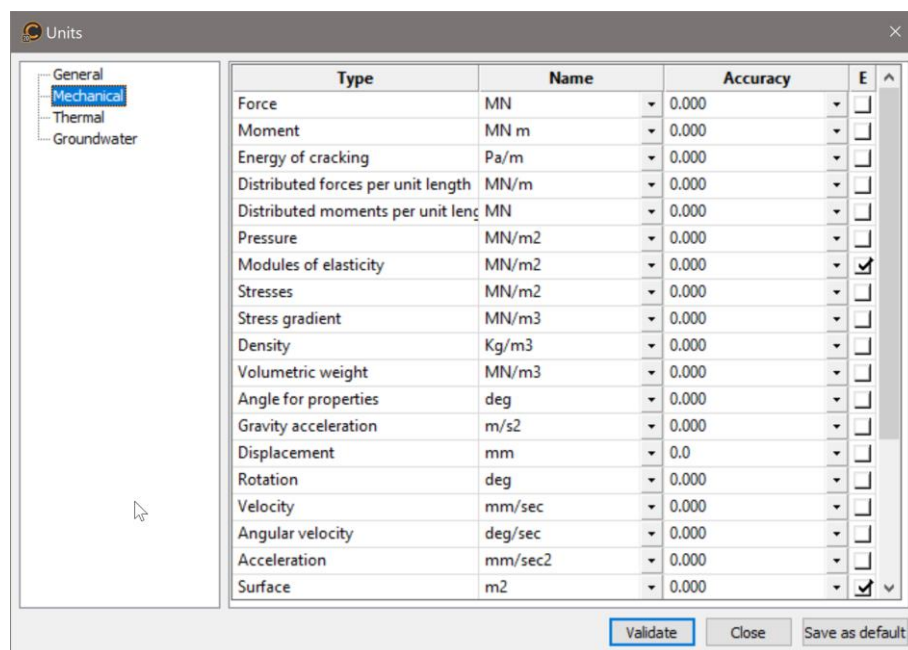 Units
General
Mechanical
Thermal
Groundwater
Type Name Accuracy E
Force MN 0.000
Moment MN m 0.000
Energy of cracking Pa/m 0.000
Distributed forces per unit length MN/m 0.000
Distributed moments per unit leng MN 0.000
Pressure MN/m2 0.000
Modules of elasticity MN/m2 0.000
Stresses MN/m2 0.000
Stress gradient MN/m3 0.000
Density Kg/m3 0.000
Volumetric weight MN/m3 0.000
Angle for properties deg 0.000
Gravity acceleration m/s2 0.000
Displacement mm 0.0
Rotation deg 0.000
Velocity mm/sec 0.000
Angular velocity deg/sec 0.000
Acceleration mm/sec2 0.000
Surface m2 0.000
Validate Close Save as default